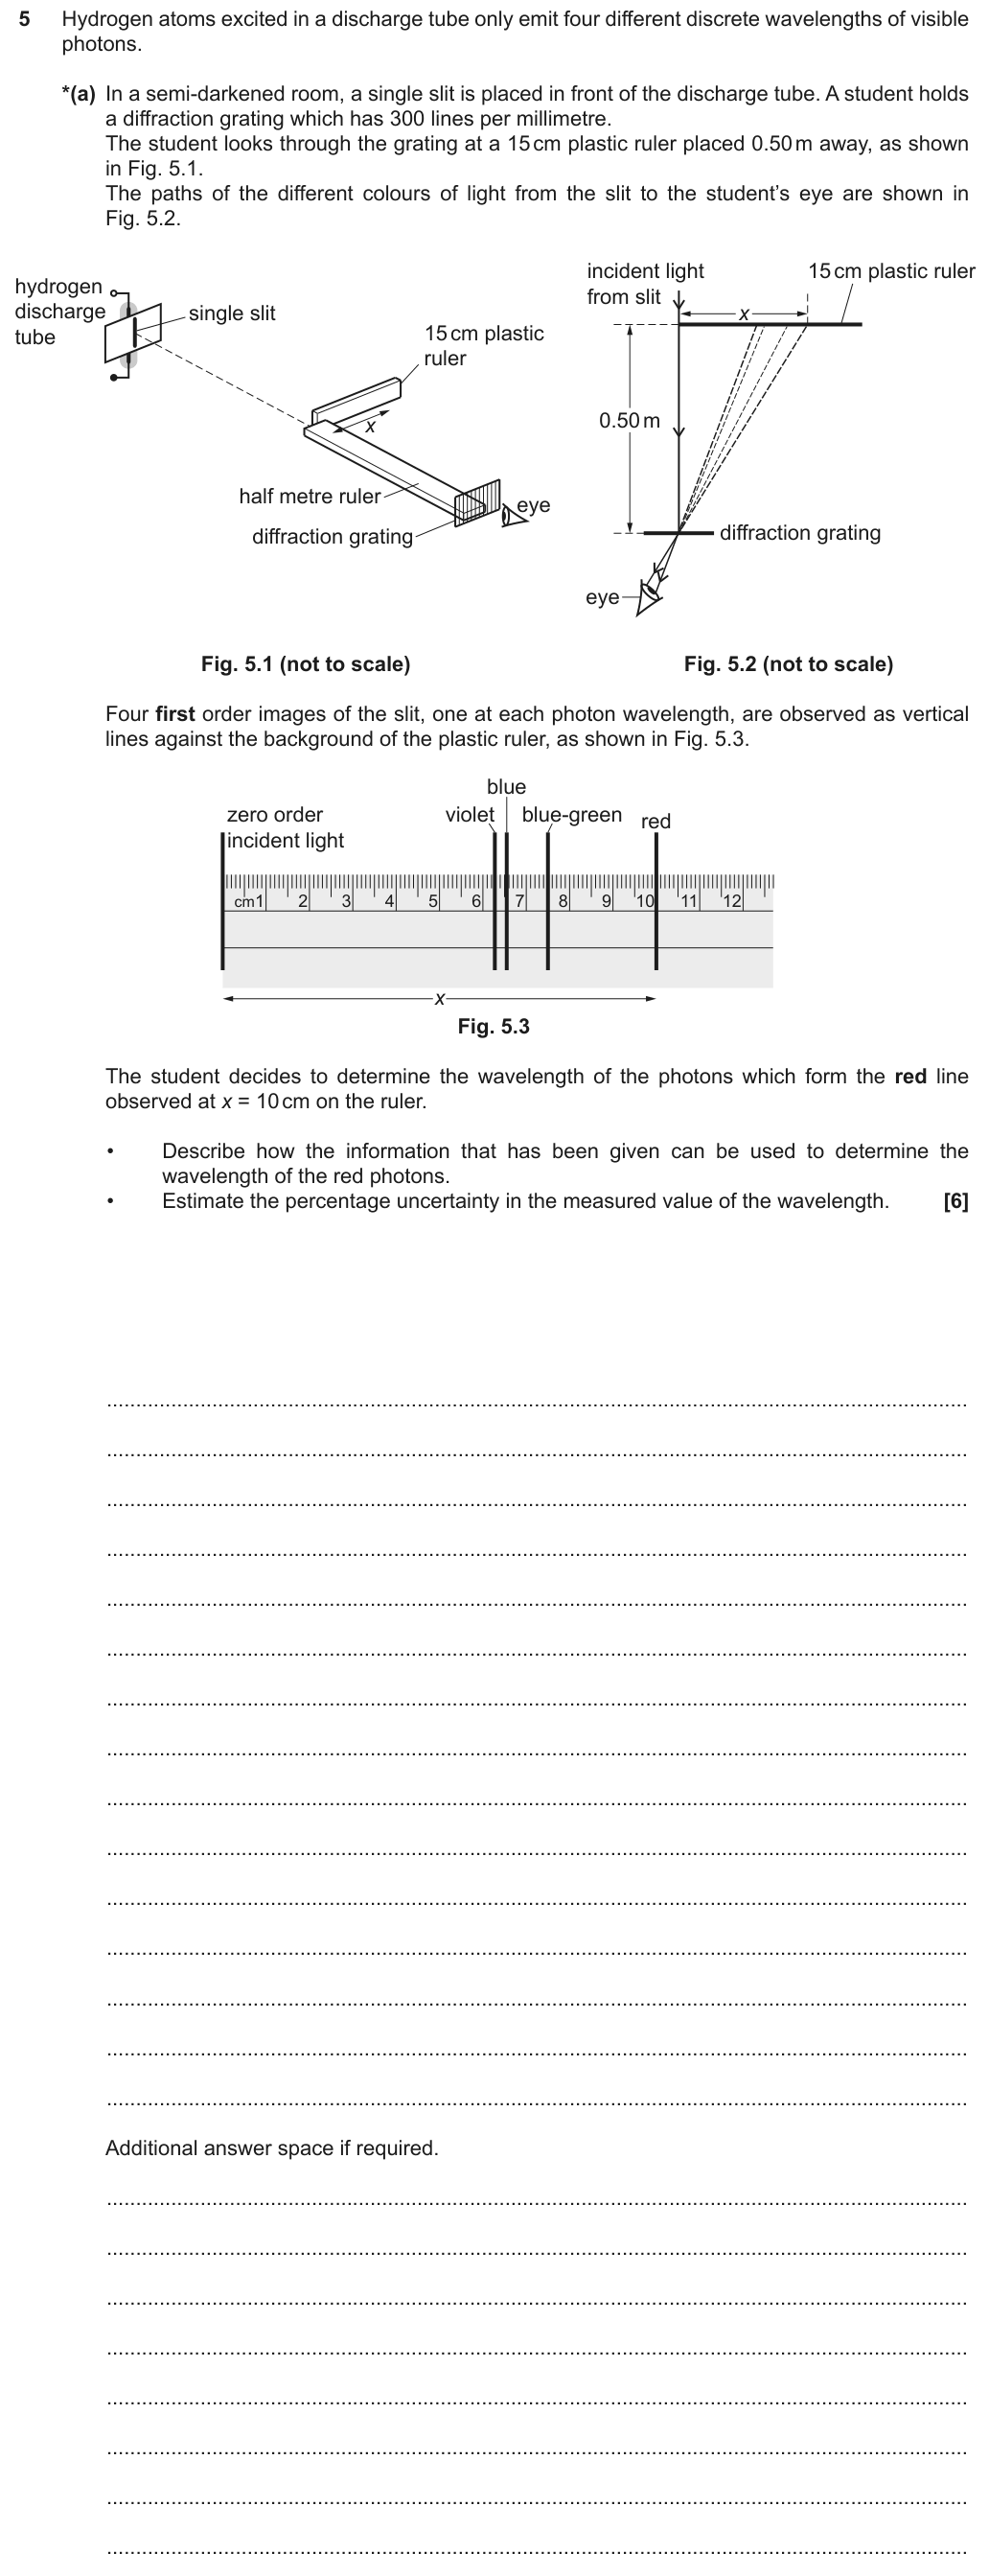 5 Hydrogen atoms excited in a discharge tube only emit four different discrete wavelengths of visible
photons.
*(a) In a semi-darkened room, a single slit is placed in front of the discharge tube. A student holds
a diffraction grating which has 300 lines per millimetre.
The student looks through the grating at a 15 cm plastic ruler placed 0.50 m away, as shown
in Fig. 5.1.
The paths of the different colours of light from the slit to the student's eye are shown in
Fig. 5.2.
hydrogen
discharge
tube
single slit
15 cm plastic
ruler
x
half metre ruler
diffraction grating
eye
incident light
from slit
15 cm plastic ruler
x
0.50 m
diffraction grating
eye
Fig. 5.1 (not to scale)
Fig. 5.2 (not to scale)
Four first order images of the slit, one at each photon wavelength, are observed as vertical
lines against the background of the plastic ruler, as shown in Fig. 5.3.
blue
zero order
incident light
violet
blue-green
red
cm 1 2 3 4 5 6 7 8 9 10 11 12
x
Fig. 5.3
The student decides to determine the wavelength of the photons which form the red line
observed at x = 10 cm on the ruler.
• Describe how the information that has been given can be used to determine the
wavelength of the red photons.
• Estimate the percentage uncertainty in the measured value of the wavelength. [6]
Additional answer space if required.